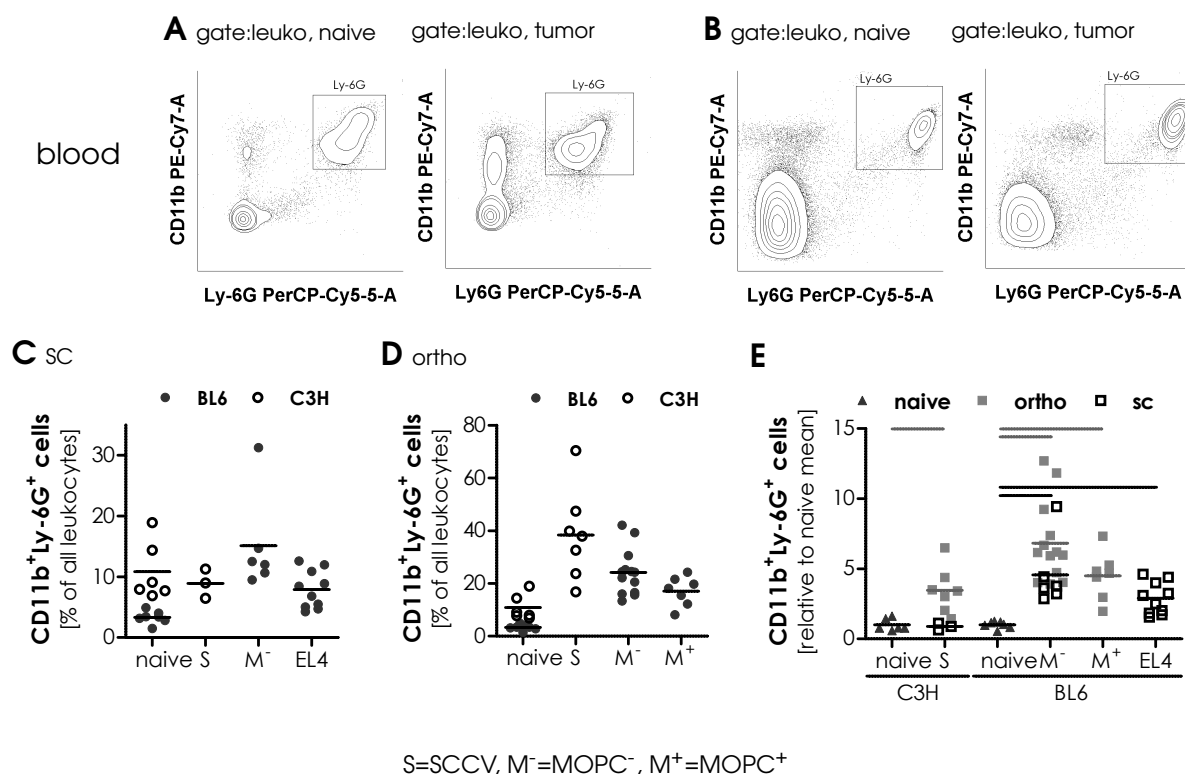 A gate:leuko, naive
gate:leuko, tumor
B gate:leuko, naive
gate:leuko, tumor
blood
CD11b PE-Cy7-A
Ly-6G
Ly-6G PerCP-Cy5-5-A
CD11b PE-Cy7-A
Ly-6G
Ly6G PerCP-Cy5-5-A
CD11b PE-Cy7-A
Ly-6G
Ly-6G PerCP-Cy5-5-A
CD11b PE-Cy7-A
Ly-6G
Ly6G PerCP-Cy5-5-A
C SC
BL6 C3H
CD11b⁺Ly-6G⁺ cells
[% of all leukocytes]
30
20
10
0
naive S M⁻ EL4
D ortho
BL6 C3H
CD11b⁺Ly-6G⁺ cells
[% of all leukocytes]
80
60
40
20
0
naive S M⁻ M⁺
E
naive ortho sc
CD11b⁺Ly-6G⁺ cells
[relative to naive mean]
15
10
5
0
naive S naive M⁻ M⁺ EL4
C3H BL6
S=SCCV, M⁻=MOPC⁻, M⁺=MOPC⁺